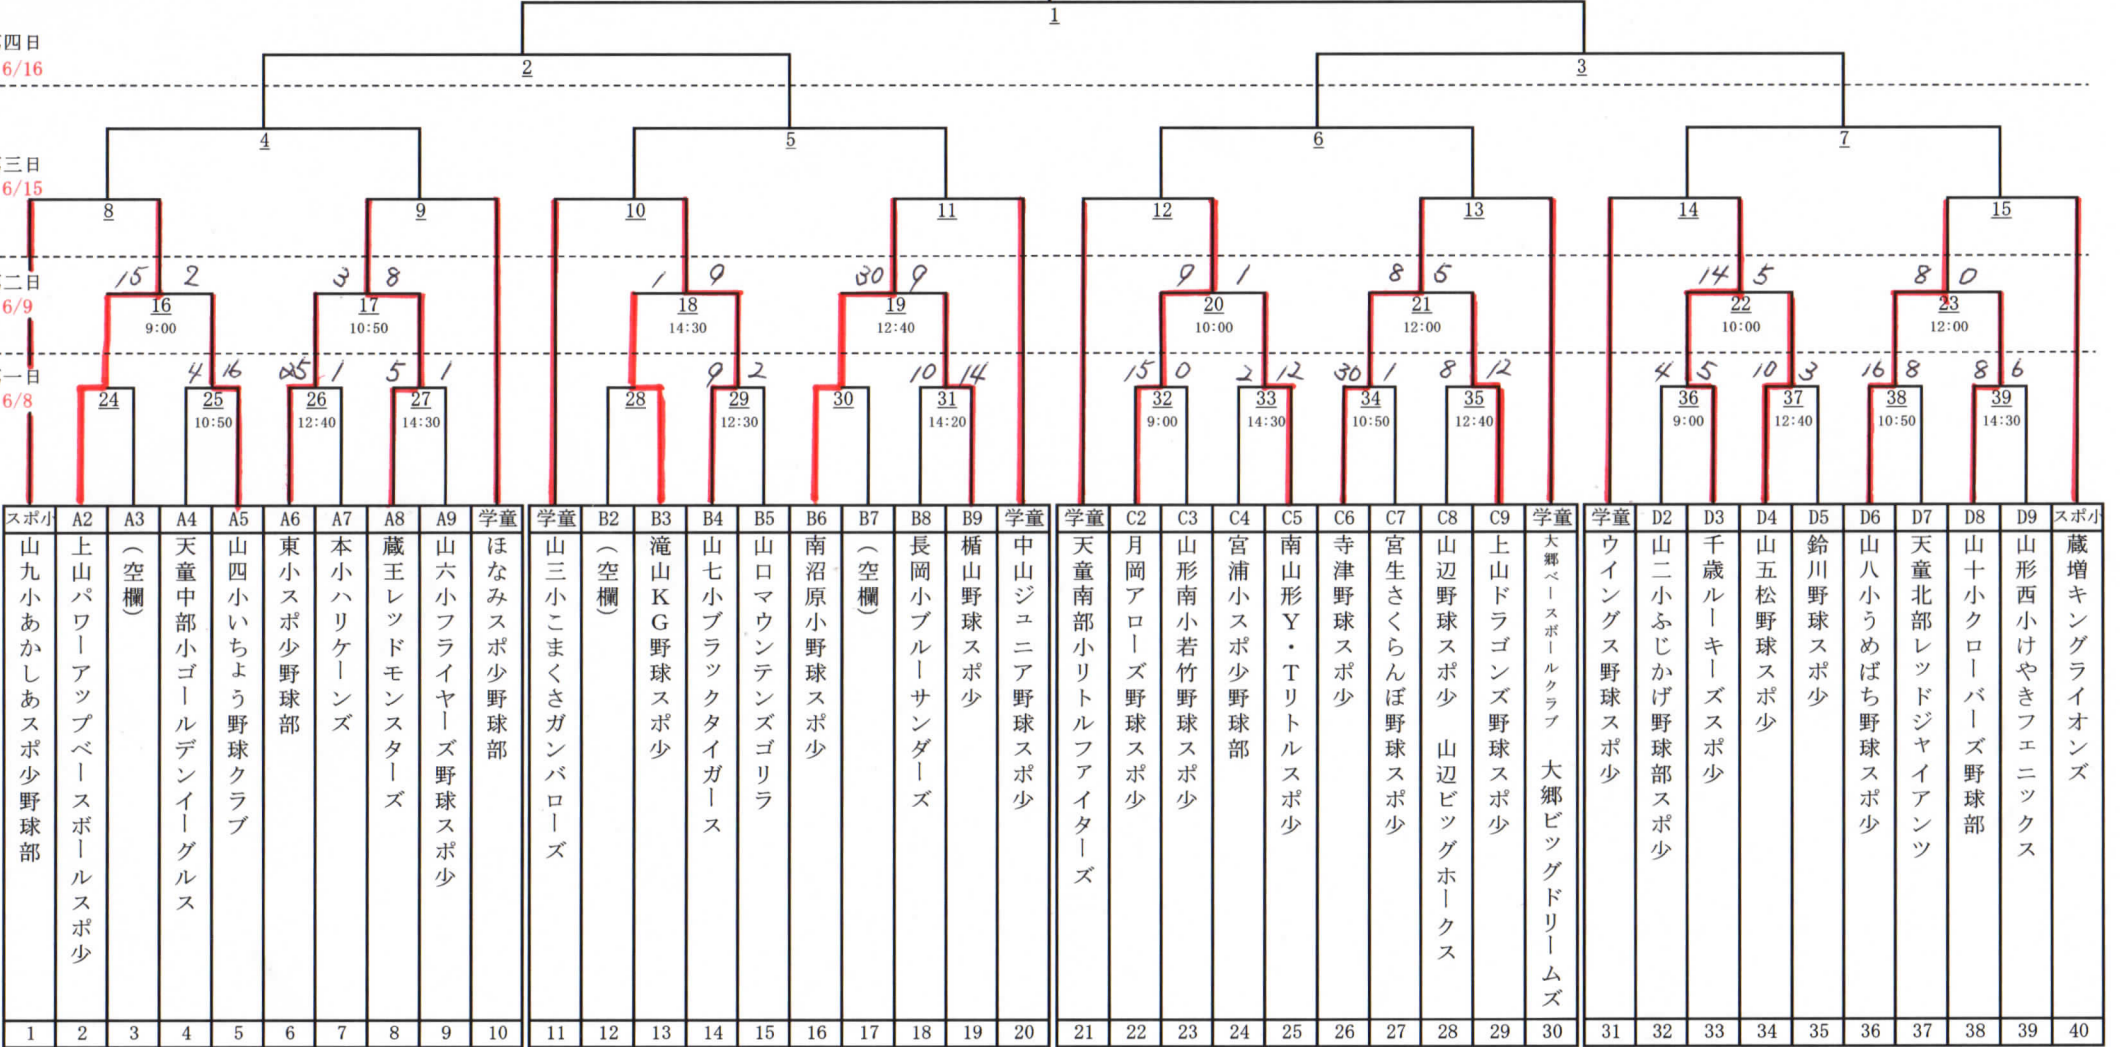 1
四日
6/16
2
3
4
5
6
7
三日
6/15
8
9
10
11
12
13
14
15
二日
6/9
15 2
3 8
1 9
30 9
9 1
8 5
14 5
8 0
16
17
18
19
20
21
22
23
9:00
10:50
14:30
12:40
10:00
12:00
10:00
12:00
一日
6/8
4 16
25 1
5 1
9 2
10 14
15 0
2 12
30 1
8 12
4 5
10 3
16 8
8 6
24
25
26
27
28
29
30
31
32
33
34
35
36
37
38
39
10:50
12:40
14:30
12:30
14:20
9:00
14:30
10:50
12:40
9:00
12:40
10:50
14:30
スポ少 A2 A3 A4 A5 A6 A7 A8 A9 学童 学童 B2 B3 B4 B5 B6 B7 B8 B9 学童 学童 C2 C3 C4 C5 C6 C7 C8 C9 学童 学童 D2 D3 D4 D5 D6 D7 D8 D9 スポ少
山九小あかしあスポ少野球部
上山パワーアップベースボールスポ少
(空欄)
天童中部小ゴールデンイーグルス
山四小いちょう野球クラブ
東小スポ少野球部
本小ハリケーンズ
蔵王レッドモンスターズ
山六小フライヤーズ野球スポ少
ほなみスポ少野球部
山三小こまくさガンバローズ
(空欄)
滝山KG野球スポ少
山七小ブラックタイガース
山口マウンテンズゴリラ
南沼原小野球スポ少
(空欄)
長岡小ブルーサンダーズ
楯山野球スポ少
中山ジュニア野球スポ少
天童南部小リトルファイターズ
月岡アローズ野球スポ少
山形南小若竹野球スポ少
宮浦小スポ少野球部
南山形Y・Tリトルスポ少
寺津野球スポ少
宮生さくらんぼ野球スポ少
山辺野球スポ少 山辺ビッグホークス
上山ドラゴンズ野球スポ少
大郷ベースボールクラブ 大郷ビッグドリームズ
ウイングス野球スポ少
山二小ふじかげ野球部スポ少
千歳ルーキーズスポ少
山五松野球スポ少
鈴川野球スポ少
山八小うめばち野球スポ少
天童北部レッドジャイアンツ
山十小クローバーズ野球部
山形西小けやきフェニックス
蔵増キングライオンズ
1 2 3 4 5 6 7 8 9 10 11 12 13 14 15 16 17 18 19 20 21 22 23 24 25 26 27 28 29 30 31 32 33 34 35 36 37 38 39 40